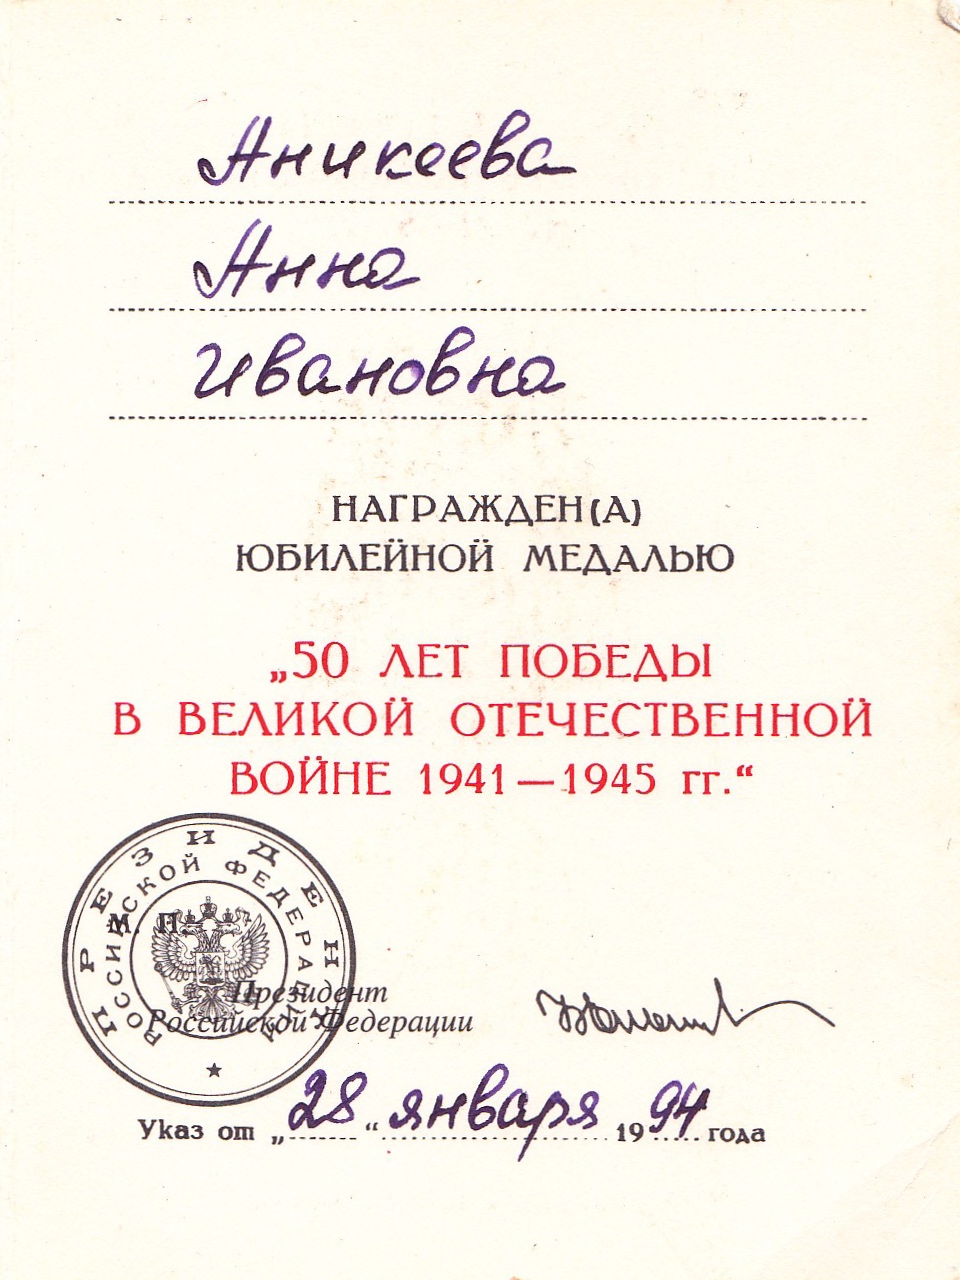 Аникеева
Анна
Ивановна
НАГРАЖДЕН(А)
ЮБИЛЕЙНОЙ МЕДАЛЬЮ
„50 ЛЕТ ПОБЕДЫ
В ВЕЛИКОЙ ОТЕЧЕСТВЕННОЙ
ВОЙНЕ 1941—1945 гг.“
ПРЕЗИДЕНТ
РОССИЙСКОЙ ФЕДЕРАЦИИ
М. П.
Президент
Российской Федерации
Указ от „28“ января 1994 года